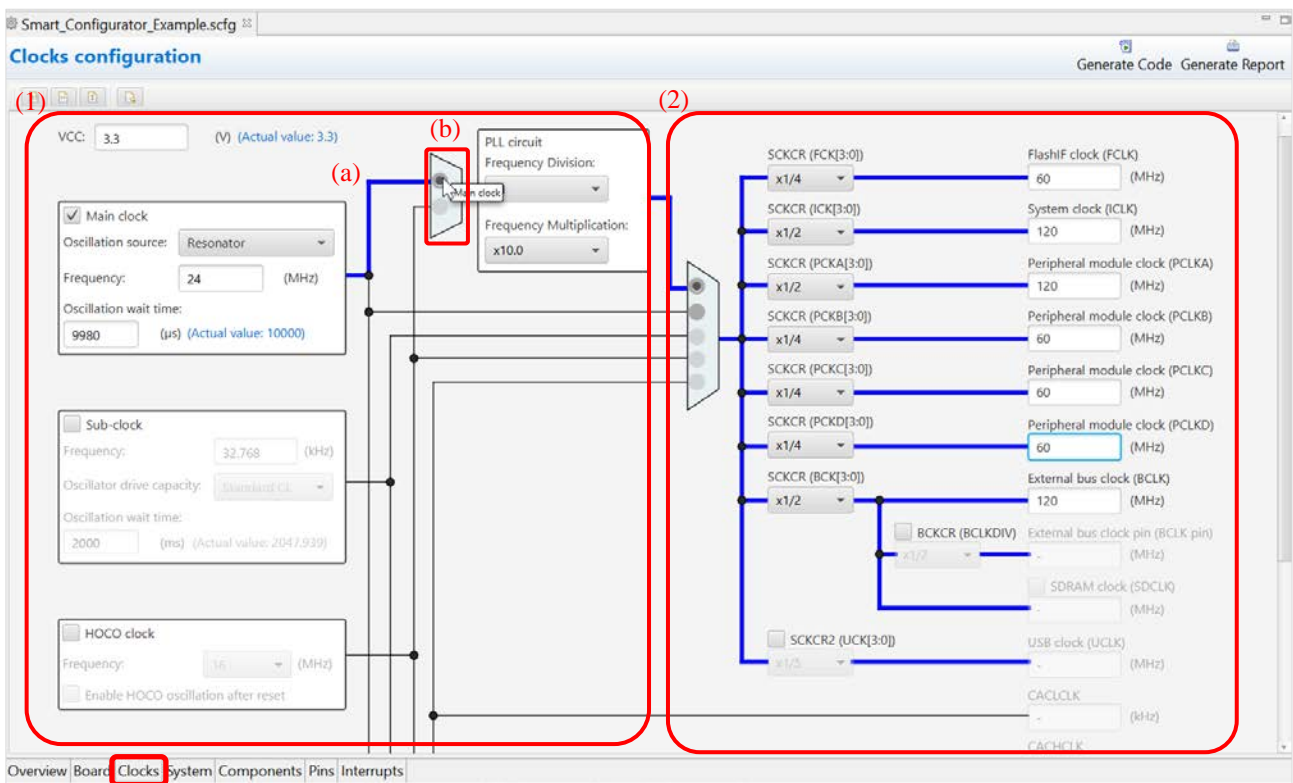 Smart_Configurator_Example.scfg
Clocks configuration
Generate Code Generate Report
(1)
(2)
VCC: 3.3 (V) (Actual value: 3.3)
(a)
(b)
Main clock
Oscillation source: Resonator
Frequency: 24 (MHz)
Oscillation wait time:
9980 (μs) (Actual value: 10000)
Main clock
PLL circuit
Frequency Division:
Frequency Multiplication:
x10.0
Sub-clock
Frequency: 32.768 (kHz)
Oscillator drive capacity: Standard CL
Oscillation wait time:
2000 (ms) (Actual value: 2047.939)
HOCO clock
Frequency: 16 (MHz)
Enable HOCO oscillation after reset
SCKCR (FCK[3:0]) FlashIF clock (FCLK)
x1/4 60 (MHz)
SCKCR (ICK[3:0]) System clock (ICLK)
x1/2 120 (MHz)
SCKCR (PCKA[3:0]) Peripheral module clock (PCLKA)
x1/2 120 (MHz)
SCKCR (PCKB[3:0]) Peripheral module clock (PCLKB)
x1/4 60 (MHz)
SCKCR (PCKC[3:0]) Peripheral module clock (PCLKC)
x1/4 60 (MHz)
SCKCR (PCKD[3:0]) Peripheral module clock (PCLKD)
x1/4 60 (MHz)
SCKCR (BCK[3:0]) External bus clock (BCLK)
x1/2 120 (MHz)
BCKCR (BCLKDIV) External bus clock pin (BCLK pin)
x1/2 - (MHz)
SDRAM clock (SDCLK)
- (MHz)
SCKCR2 (UCK[3:0]) USB clock (UCLK)
x1/5 - (MHz)
CACLCLK
- (kHz)
CACHCLK
Overview Board Clocks System Components Pins Interrupts